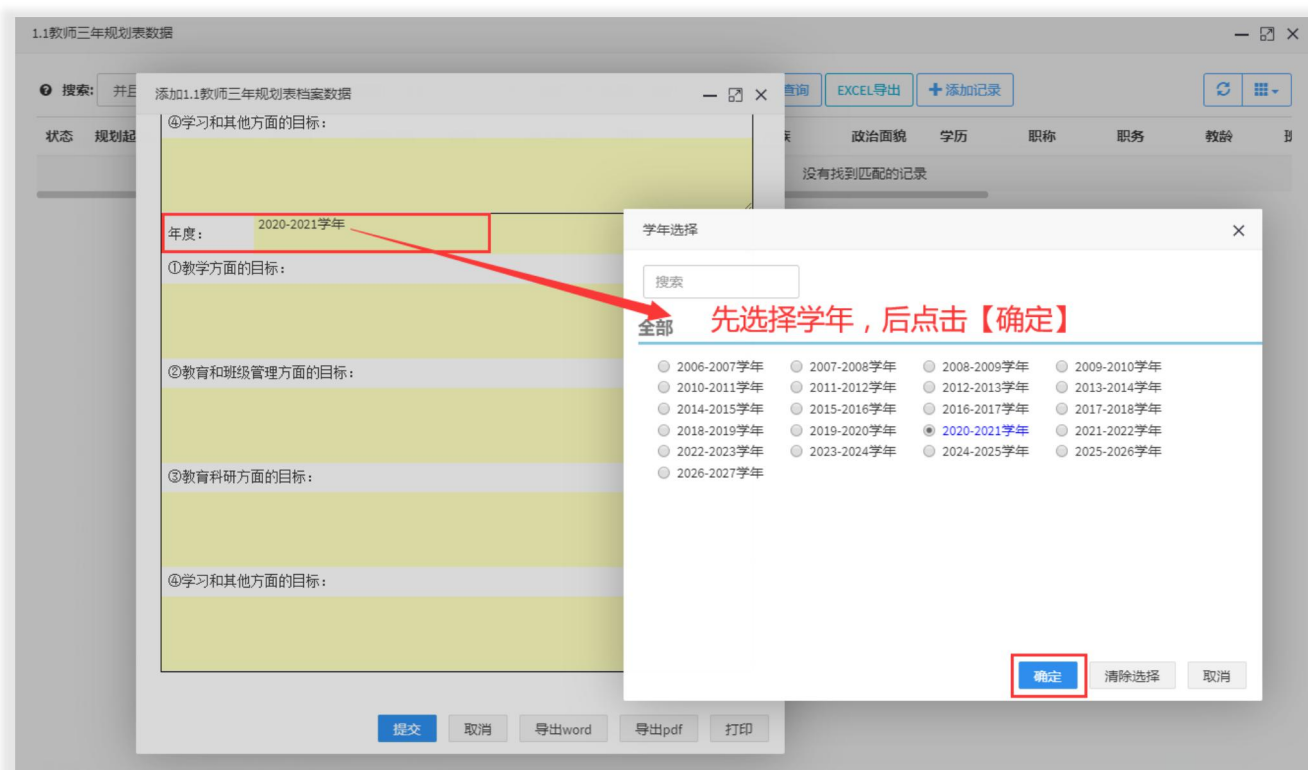 1.1教师三年规划表数据
搜索: 并且
查询 EXCEL导出 添加记录
状态 规划起
政治面貌 学历 职称 职务 教龄
没有找到匹配的记录
添加1.1教师三年规划表档案数据
④学习和其他方面的目标：
年度： 2020-2021学年
①教学方面的目标：
②教育和班级管理方面的目标：
③教育科研方面的目标：
④学习和其他方面的目标：
提交 取消 导出word 导出pdf 打印
学年选择
搜索
先选择学年，后点击【确定】
全部
2006-2007学年 2007-2008学年 2008-2009学年 2009-2010学年
2010-2011学年 2011-2012学年 2012-2013学年 2013-2014学年
2014-2015学年 2015-2016学年 2016-2017学年 2017-2018学年
2018-2019学年 2019-2020学年 2020-2021学年 2021-2022学年
2022-2023学年 2023-2024学年 2024-2025学年 2025-2026学年
2026-2027学年
确定 清除选择 取消